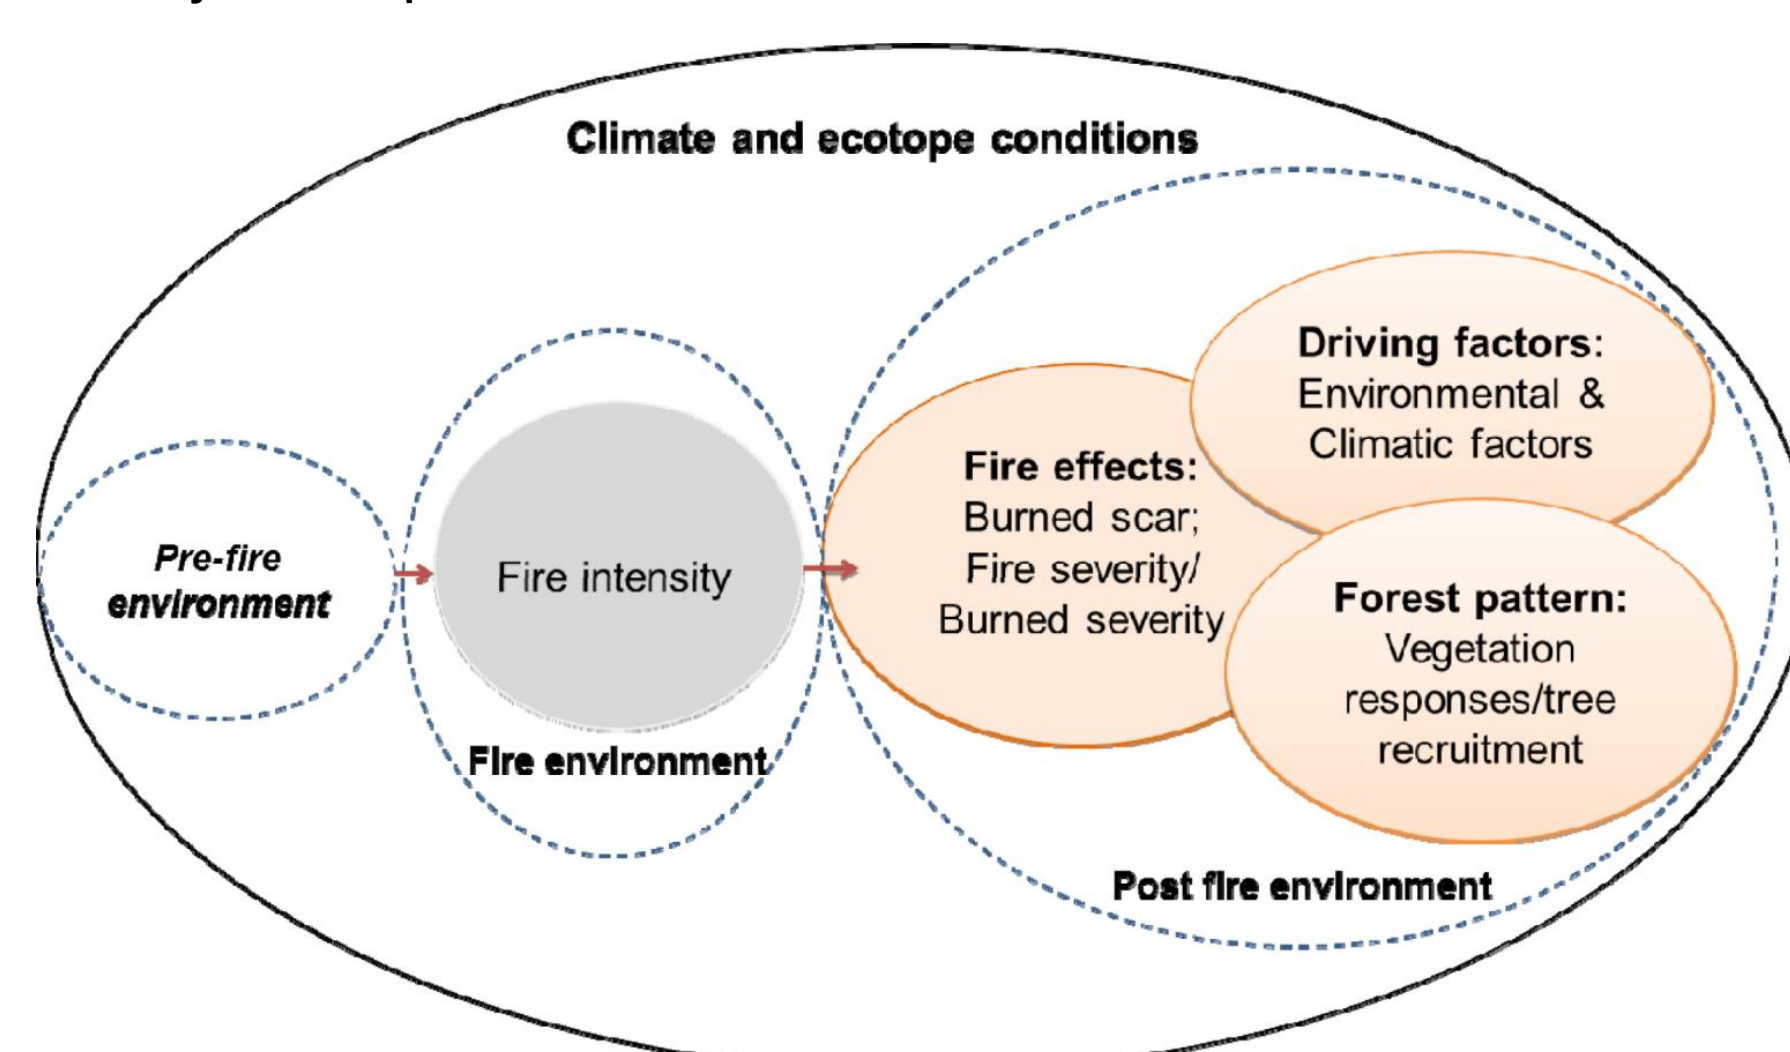 Climate and ecotope conditions
Pre-fire
environment
Fire intensity
Fire environment
Fire effects:
Burned scar;
Fire severity/
Burned severity
Driving factors:
Environmental &
Climatic factors
Forest pattern:
Vegetation
responses/tree
recruitment
Post fire environment